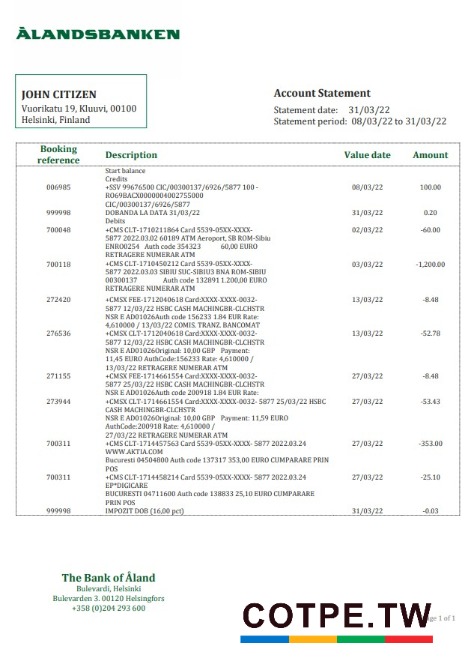 ÅLANDSBANKEN
JOHN CITIZEN
Vuorikatu 19, Kluuvi, 00100
Helsinki, Finland
Account Statement
Statement date: 31/03/22
Statement period: 08/03/22 to 31/03/22
Booking reference Description Value date Amount
Start balance
Credits
006985 +SSV 99676500 CIC/00300137/6926/5877 100 - 08/03/22 100.00
RO69BACX0000004002755000
CIC/00300137/6926/5877
999998 DOBANDA LA DATA 31/03/22 31/03/22 0.20
Debits
700048 +CMS CLT-1710211864 Card 5539-05XX-XXXX- 02/03/22 -60.00
5877 2022.03.02 60189 ATM Aeroport, SB ROM-Sibiu
ENR00254 Auth code 354323 60,00 EURO
RETRAGERE NUMERAR ATM
700118 +CMS CLT-1710450212 Card 5539-05XX-XXXX- 03/03/22 -1,200.00
5877 2022.03.03 SIBIU SUC-SIBIU3 BNA ROM-SIBIU
00300137 Auth code 132891 1.200,00 EURO
RETRAGERE NUMERAR ATM
272420 +CMSX FEE-1712040618 Card:XXXX-XXXX-0032- 13/03/22 -8.48
5877 12/03/22 HSBC CASH MACHINGBR-CLCHSTR
NSR E AD01026Auth code 156233 1.84 EUR Rate:
4,610000 / 13/03/22 COMIS. TRANZ. BANCOMAT
276536 +CMSX CLT-1712040618 Card:XXXX-XXXX-0032- 13/03/22 -52.78
5877 12/03/22 HSBC CASH MACHINGBR-CLCHSTR
NSR E AD01026Original: 10,00 GBP Payment:
11,45 EURO AuthCode:156233 Rate: 4,610000 /
13/03/22 RETRAGERE NUMERAR ATM
271155 +CMSX FEE-1714661554 Card:XXXX-XXXX-0032- 27/03/22 -8.48
5877 25/03/22 HSBC CASH MACHINGBR-CLCHSTR
NSR E AD01026Auth code 200918 1.84 EUR Rate:
273944 +CMSX CLT-1714661554 Card:XXXX-XXXX-0032- 5877 25/03/22 HSBC 27/03/22 -53.43
CASH MACHINGBR-CLCHSTR
NSR E AD01026Original: 10,00 GBP Payment: 11,59 EURO
AuthCode:200918 Rate: 4,610000 /
27/03/22 RETRAGERE NUMERAR ATM
700311 +CMS CLT-1714457563 Card 5539-05XX-XXXX- 5877 2022.03.24 27/03/22 -353.00
WWW.AKTIA.COM
Bucuresti 04504800 Auth code 137317 353,00 EURO CUMPARARE PRIN
POS
700311 +CMS CLT-1714458214 Card 5539-05XX-XXXX- 5877 2022.03.24 27/03/22 -25.10
EP*DIGICARE
BUCURESTI 04711600 Auth code 138833 25,10 EURO CUMPARARE
PRIN POS
999998 IMPOZIT DOB (16,00 pct) 31/03/22 -0.03
The Bank of Åland
Bulevardi, Helsinki
Bulevarden 3. 00120 Helsingfors
+358 (0)204 293 600
COTPE.TW
Page 1 of 1